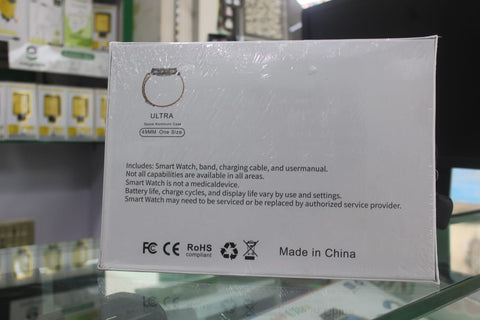 ULTRA
Space Aluminum Case
49MM One Size
Includes: Smart Watch, band, charging cable, and usermanual.
Not all capabilities are available in all areas.
Smart Watch is not a medicaldevice.
Battery life, charge cycles, and display life vary by use and settings.
Smart Watch may need to be serviced or be replaced by authorized service provider.
FC CE RoHS
compliant
Made in China